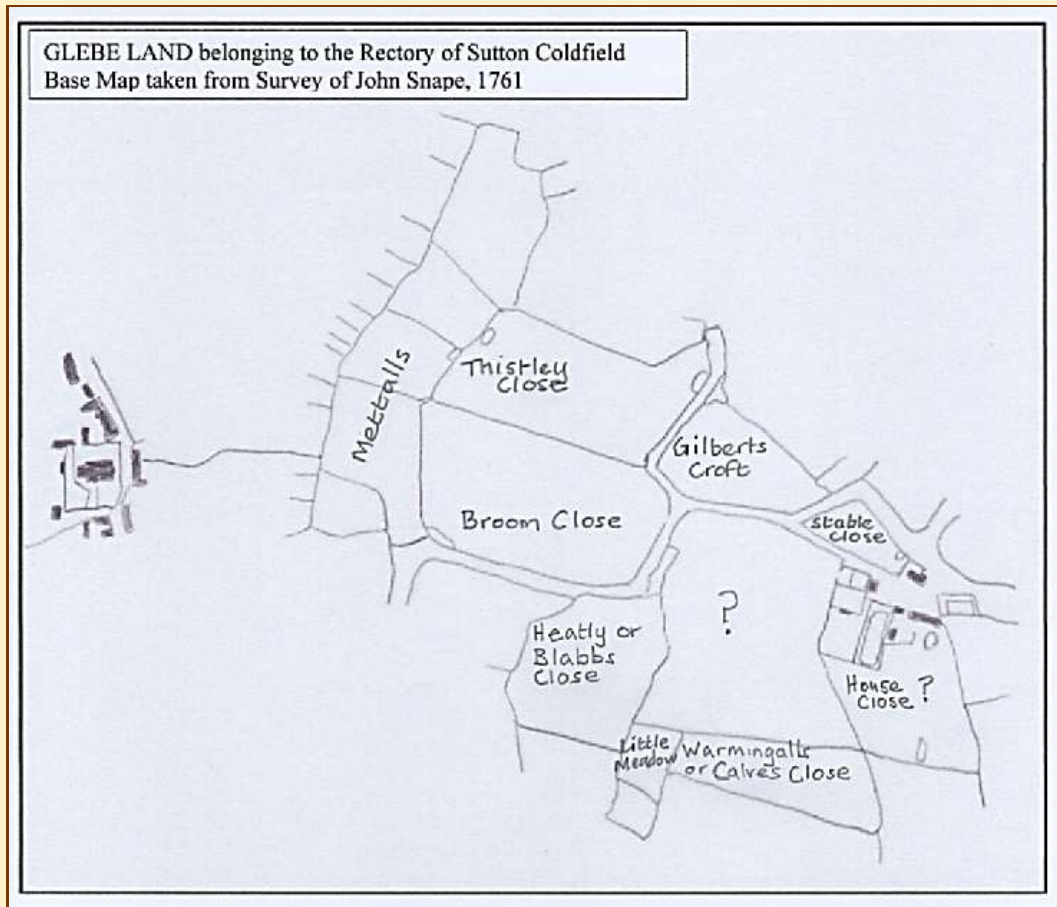 GLEBE LAND belonging to the Rectory of Sutton Coldfield
Base Map taken from Survey of John Snape, 1761
Mettalls
Thistley
Close
Gilberts
Croft
Broom Close
Stable
Close
?
Heatly or
Blabbs
Close
House ?
Close
Little
Meadow
Warmingalls
or Calves Close